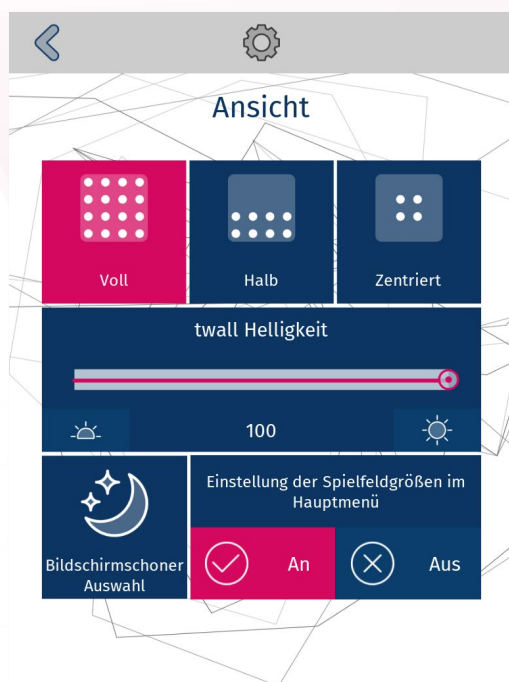 Ansicht
Voll
Halb
Zentriert
twall Helligkeit
100
Bildschirmschoner
Auswahl
Einstellung der Spielfeldgrößen im
Hauptmenü
An
Aus